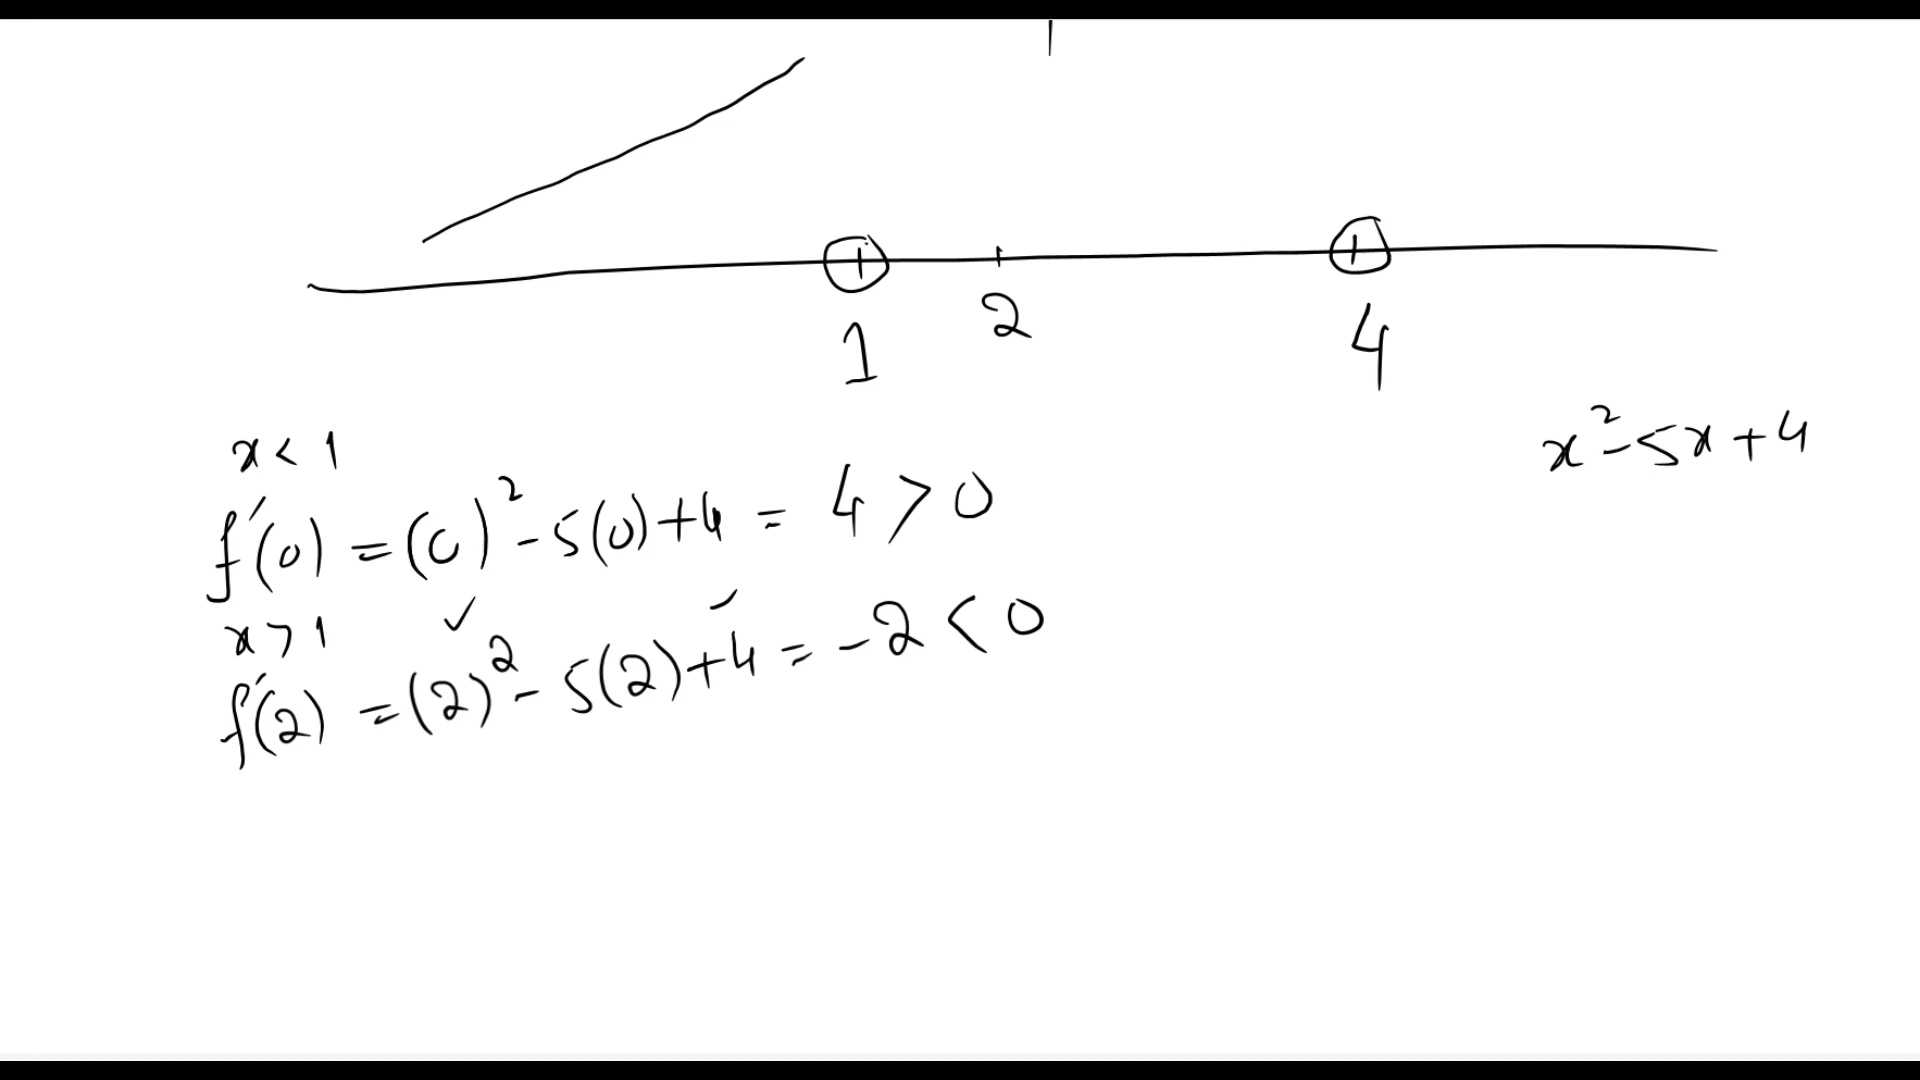 1 2 4
x² - 5x + 4
x < 1
f'(0) = (0)² - 5(0) + 4 = 4 > 0
x > 1
f'(2) = (2)² - 5(2) + 4 = -2 < 0